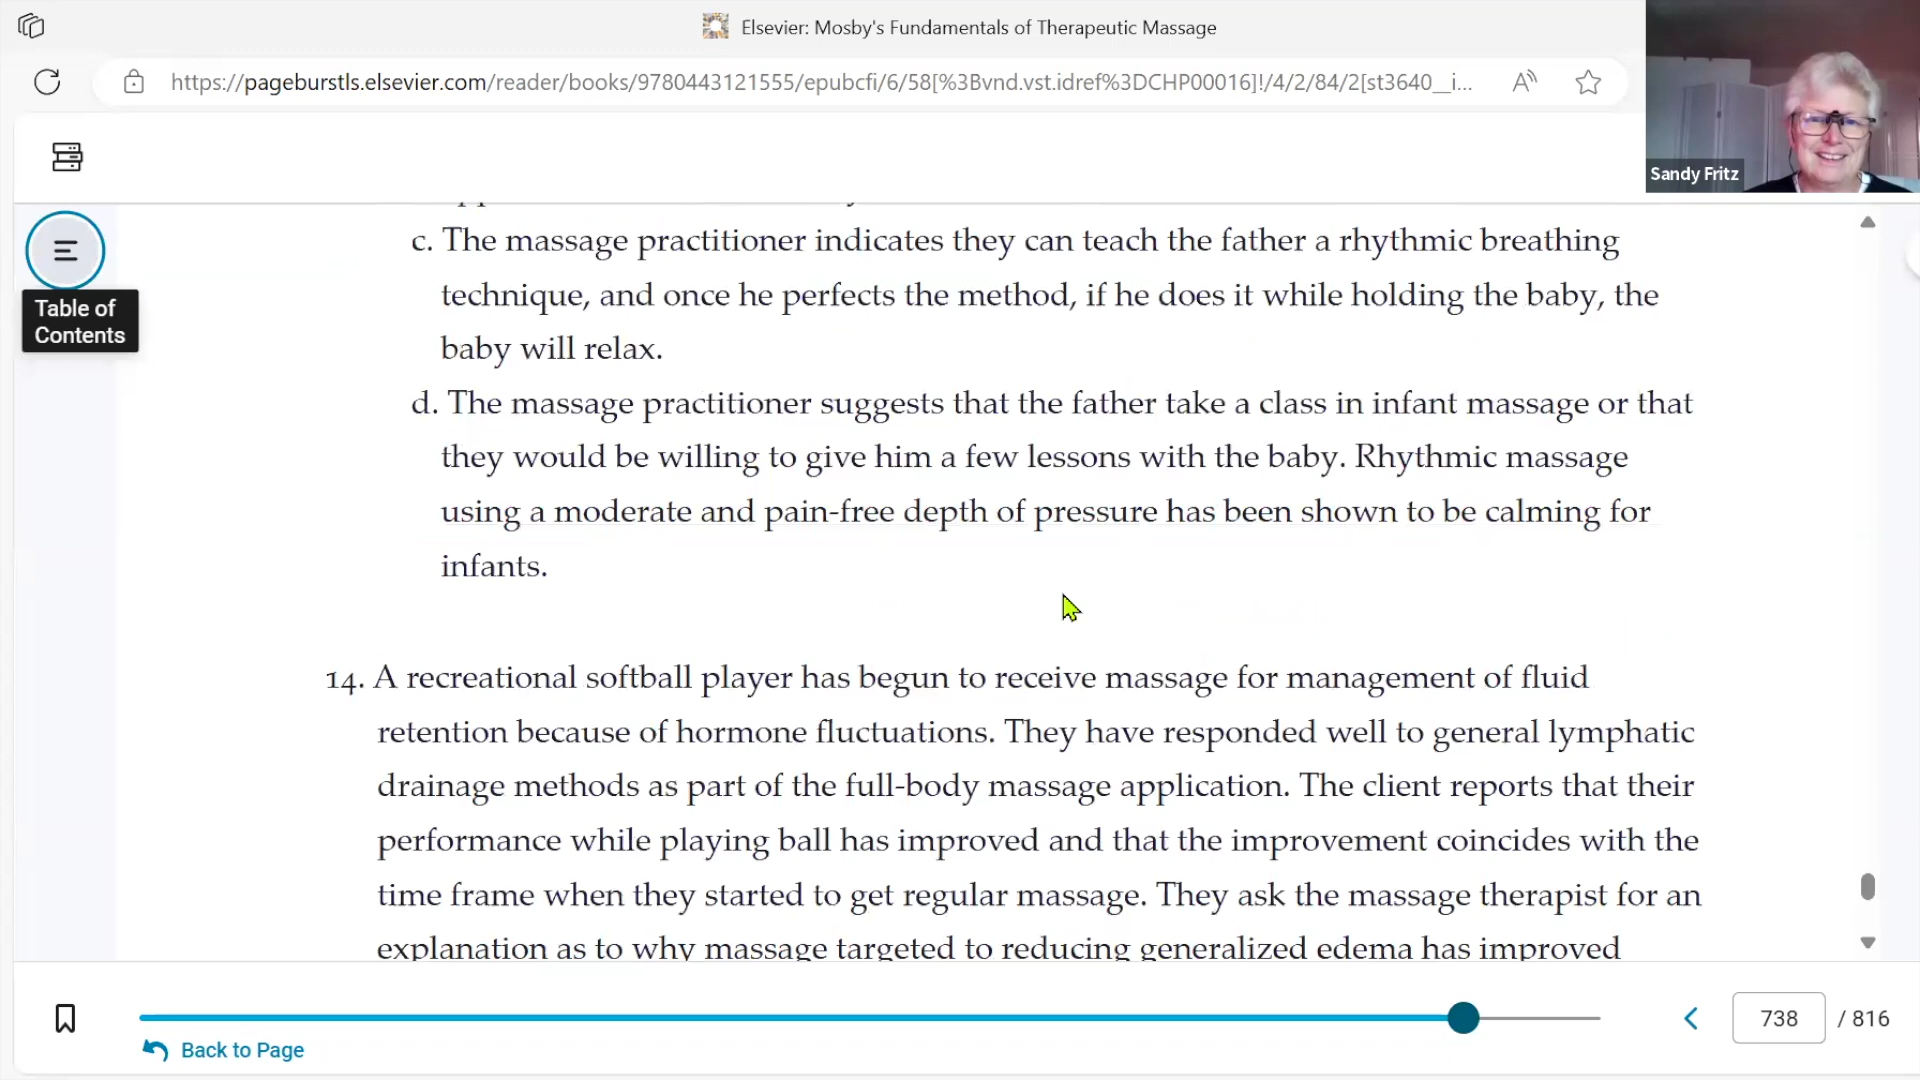 Elsevier: Mosby's Fundamentals of Therapeutic Massage
https://pageburstls.elsevier.com/reader/books/9780443121555/epubcfi/6/58[%3Bvnd.vst.idref%3DCHP00016]!/4/2/84/2[st3640__i...
Sandy Fritz
Table of
Contents
c. The massage practitioner indicates they can teach the father a rhythmic breathing
technique, and once he perfects the method, if he does it while holding the baby, the
baby will relax.
d. The massage practitioner suggests that the father take a class in infant massage or that
they would be willing to give him a few lessons with the baby. Rhythmic massage
using a moderate and pain-free depth of pressure has been shown to be calming for
infants.
14. A recreational softball player has begun to receive massage for management of fluid
retention because of hormone fluctuations. They have responded well to general lymphatic
drainage methods as part of the full-body massage application. The client reports that their
performance while playing ball has improved and that the improvement coincides with the
time frame when they started to get regular massage. They ask the massage therapist for an
explanation as to why massage targeted to reducing generalized edema has improved
738 / 816
Back to Page